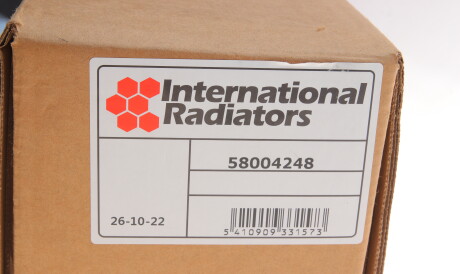 International
Radiators
58004248
26-10-22
5 410909 331573